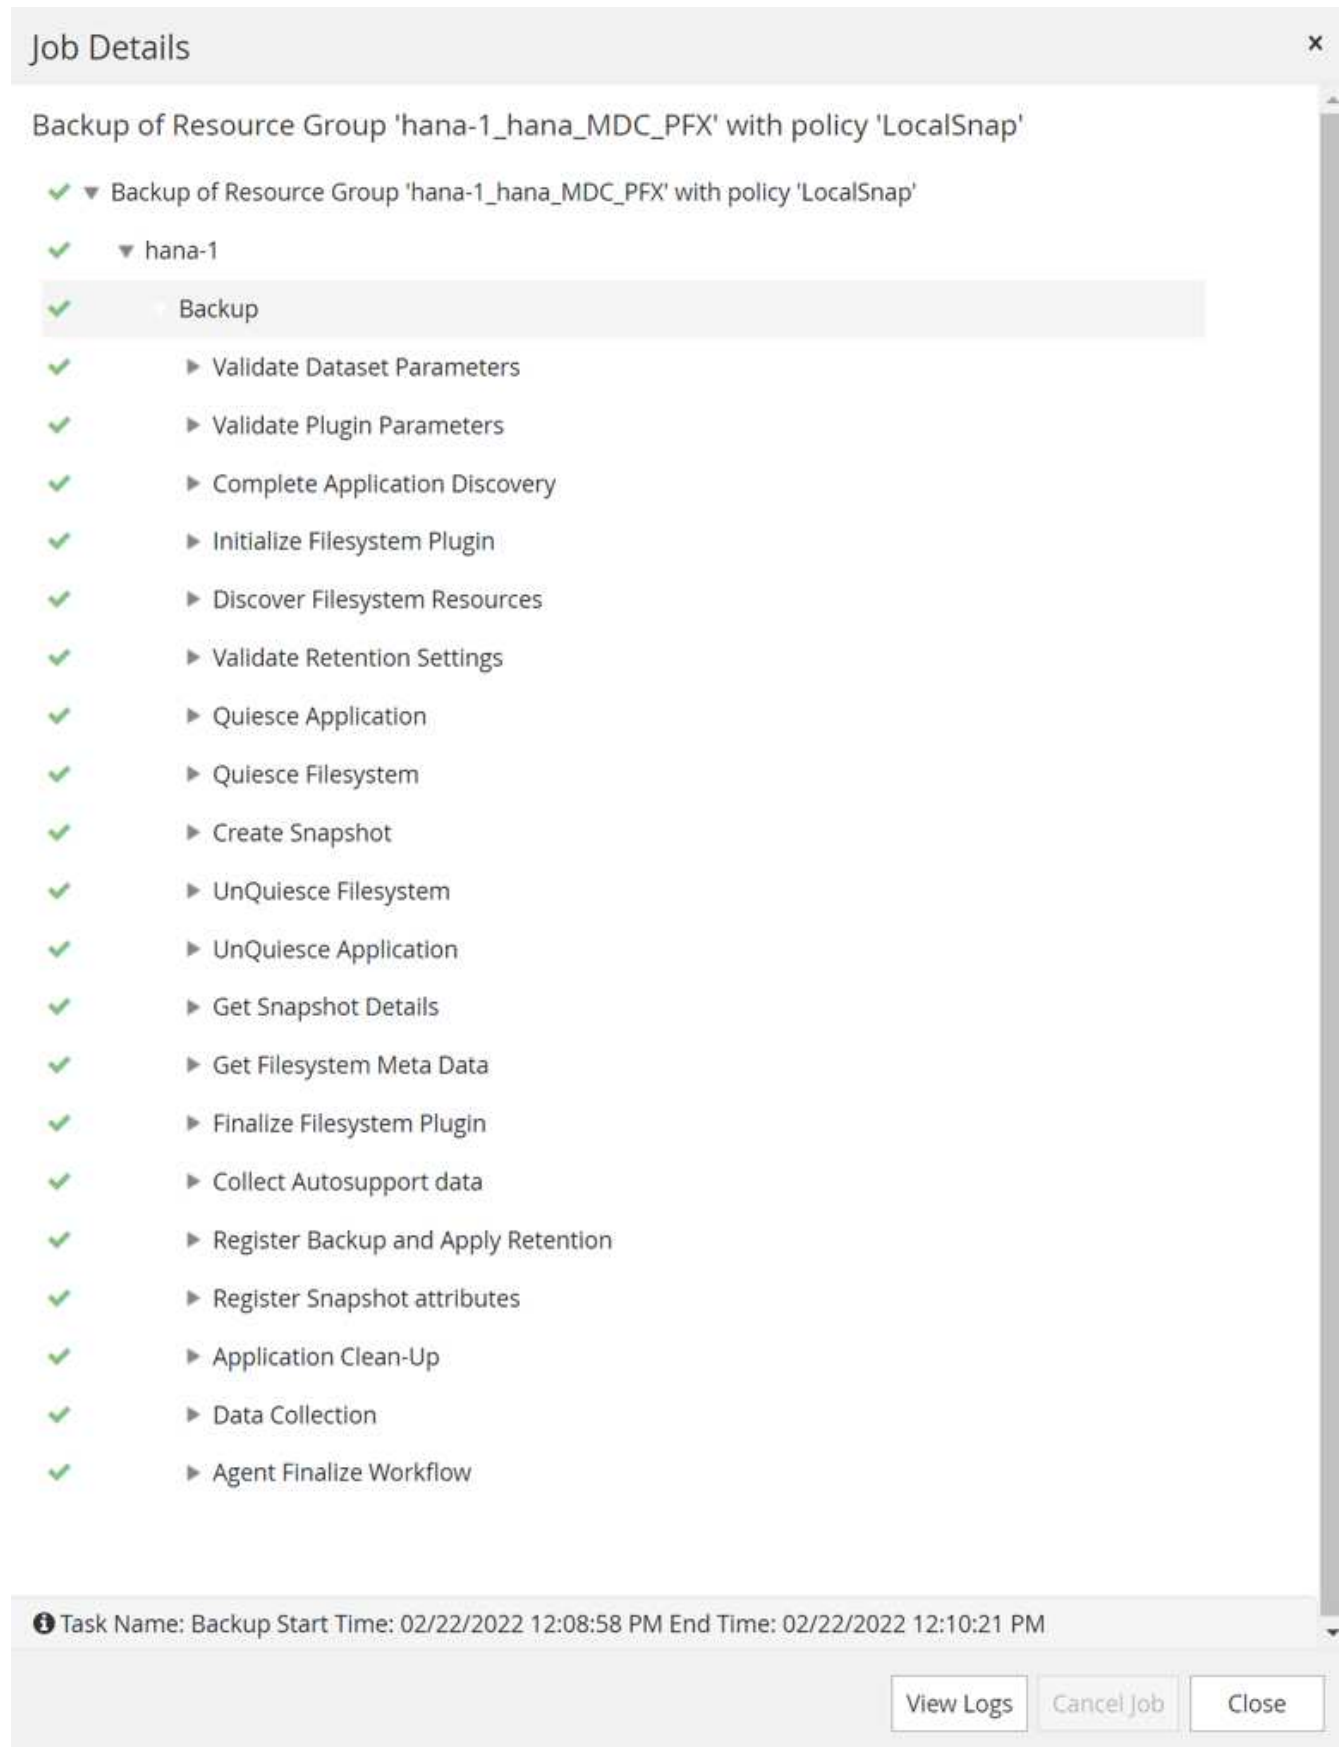 Job Details
Backup of Resource Group 'hana-1_hana_MDC_PFX' with policy 'LocalSnap'
Backup of Resource Group 'hana-1_hana_MDC_PFX' with policy 'LocalSnap'
hana-1
Backup
Validate Dataset Parameters
Validate Plugin Parameters
Complete Application Discovery
Initialize Filesystem Plugin
Discover Filesystem Resources
Validate Retention Settings
Quiesce Application
Quiesce Filesystem
Create Snapshot
UnQuiesce Filesystem
UnQuiesce Application
Get Snapshot Details
Get Filesystem Meta Data
Finalize Filesystem Plugin
Collect Autosupport data
Register Backup and Apply Retention
Register Snapshot attributes
Application Clean-Up
Data Collection
Agent Finalize Workflow
Task Name: Backup Start Time: 02/22/2022 12:08:58 PM End Time: 02/22/2022 12:10:21 PM
View Logs Cancel Job Close